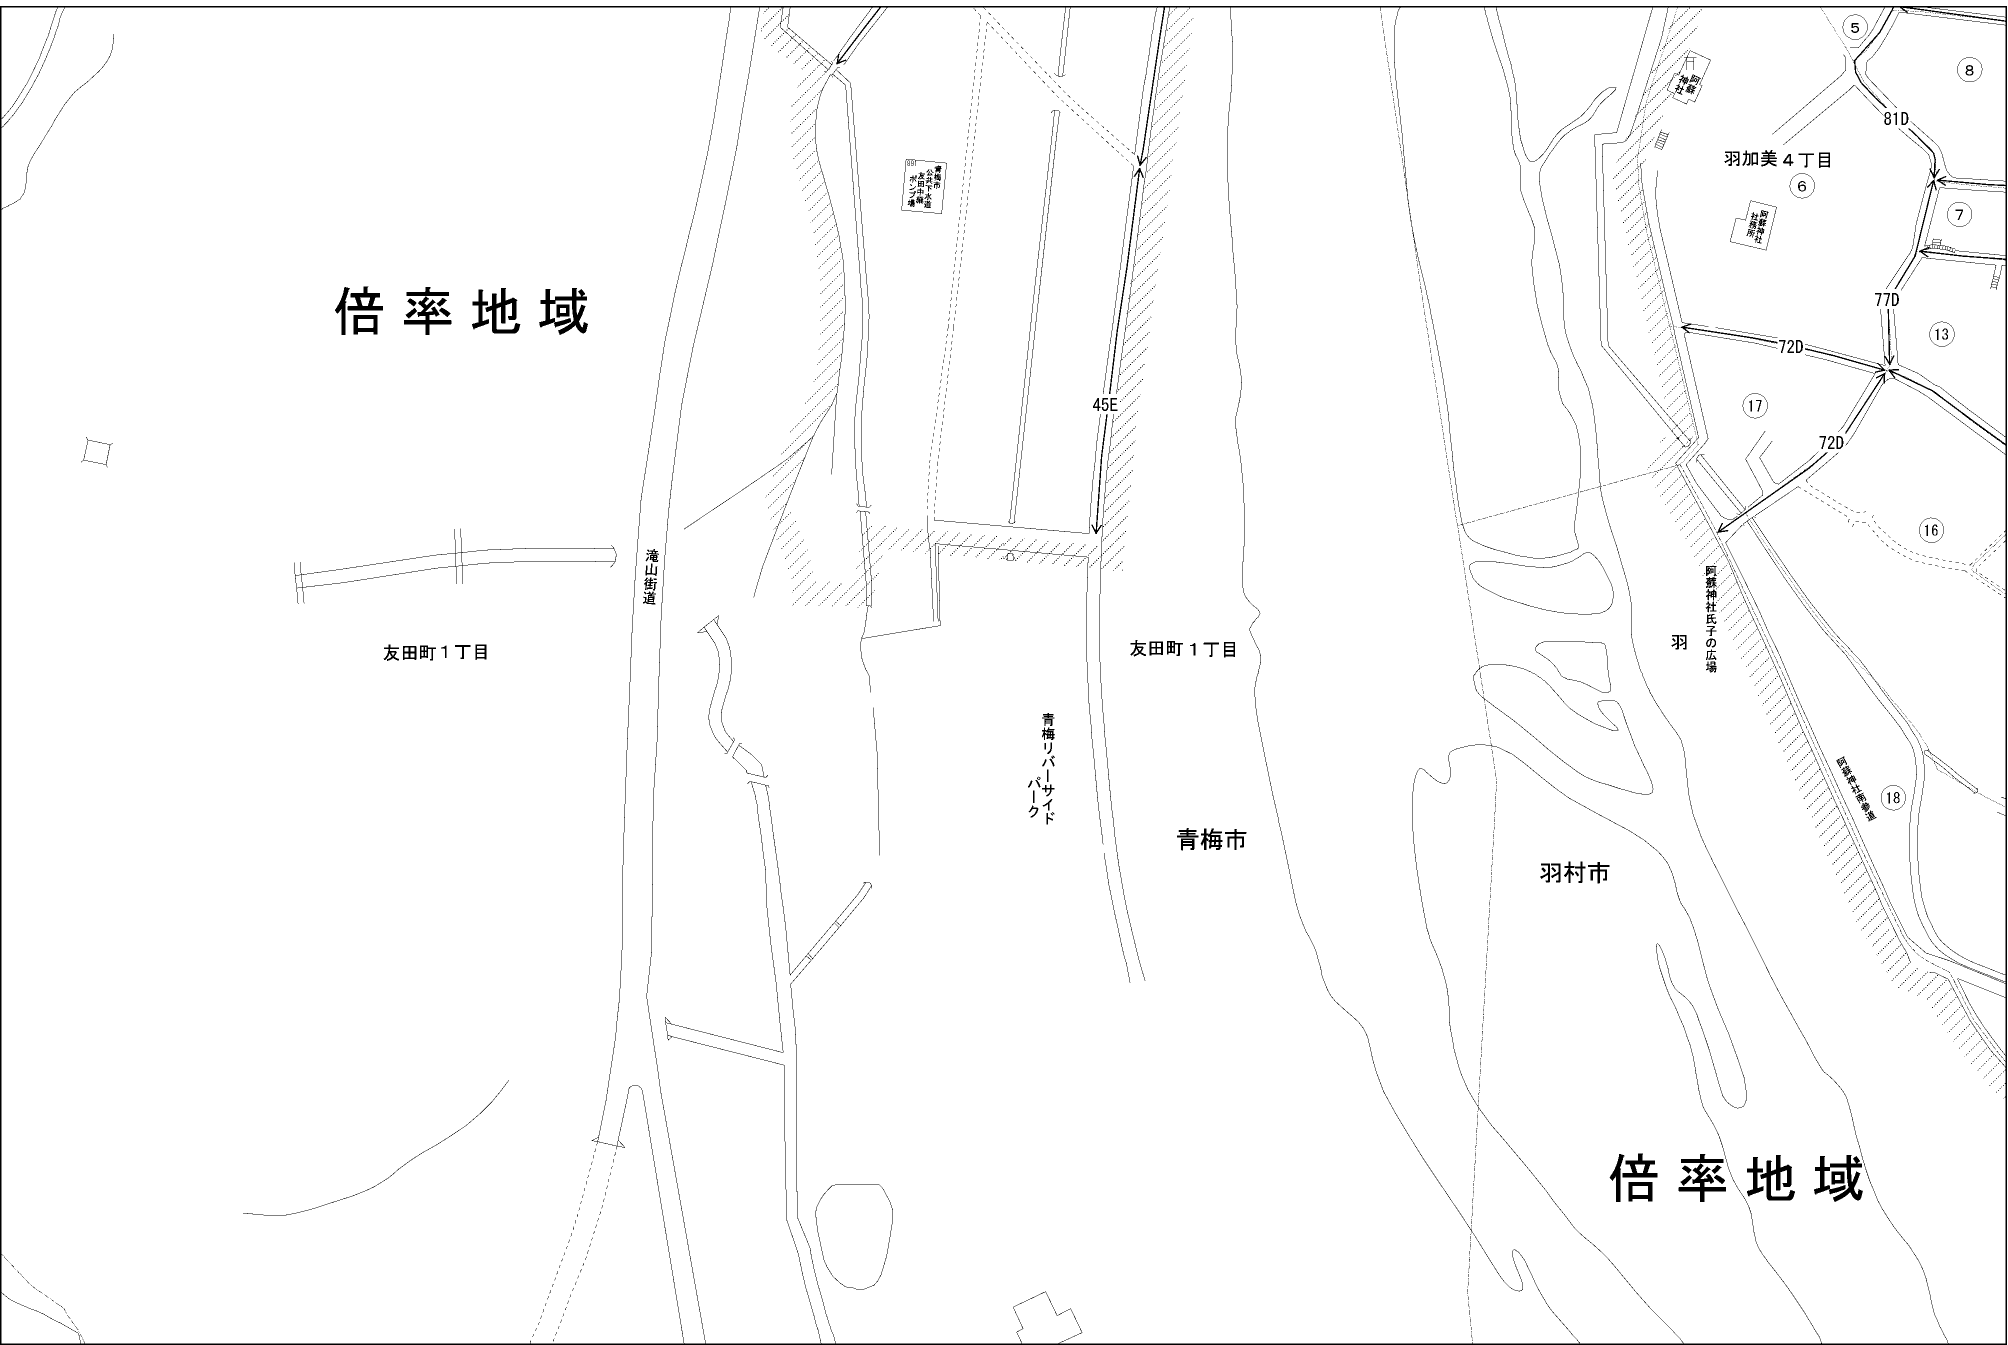 5
8
阿蘇
神社
81D
羽加美4丁目
6
青梅市
公共下水道
友田中継
ポンプ場
7
阿蘇神社
社務所
倍率地域
77D
13
72D
45E
17
72D
16
滝山街道
阿蘇神社氏子の広場
羽
友田町1丁目
友田町1丁目
青梅リバーサイド
パーク
阿蘇神社南参道
18
青梅市
羽村市
倍率地域